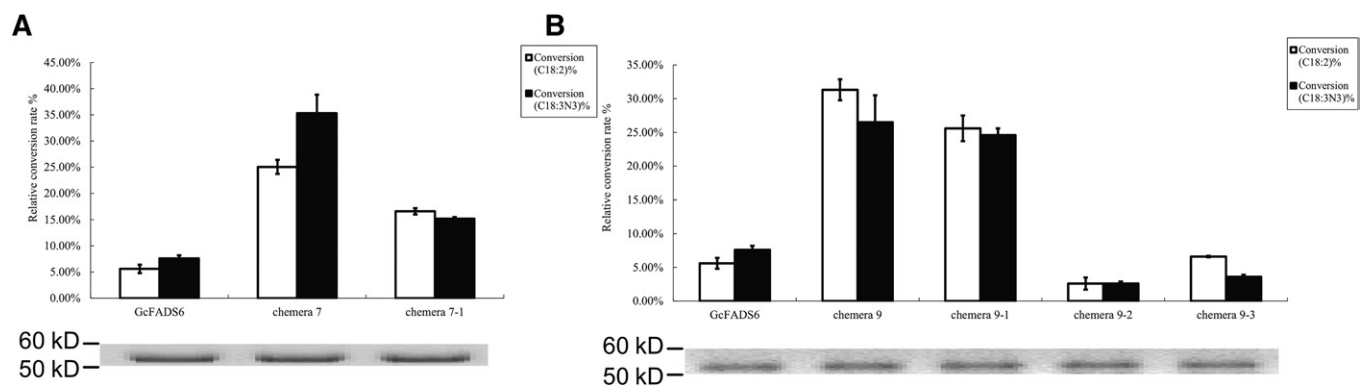 A
Conversion
(C18:2)%
Conversion
(C18:3N3)%
Relative conversion rate %
45.00%
40.00%
35.00%
30.00%
25.00%
20.00%
15.00%
10.00%
5.00%
0.00%
GcFADS6 chemera 7 chemera 7-1
60 kD
50 kD
B
Conversion
(C18:2)%
Conversion
(C18:3N3)%
Relative conversion rate %
35.00%
30.00%
25.00%
20.00%
15.00%
10.00%
5.00%
0.00%
GcFADS6 chemera 9 chemera 9-1 chemera 9-2 chemera 9-3
60 kD
50 kD